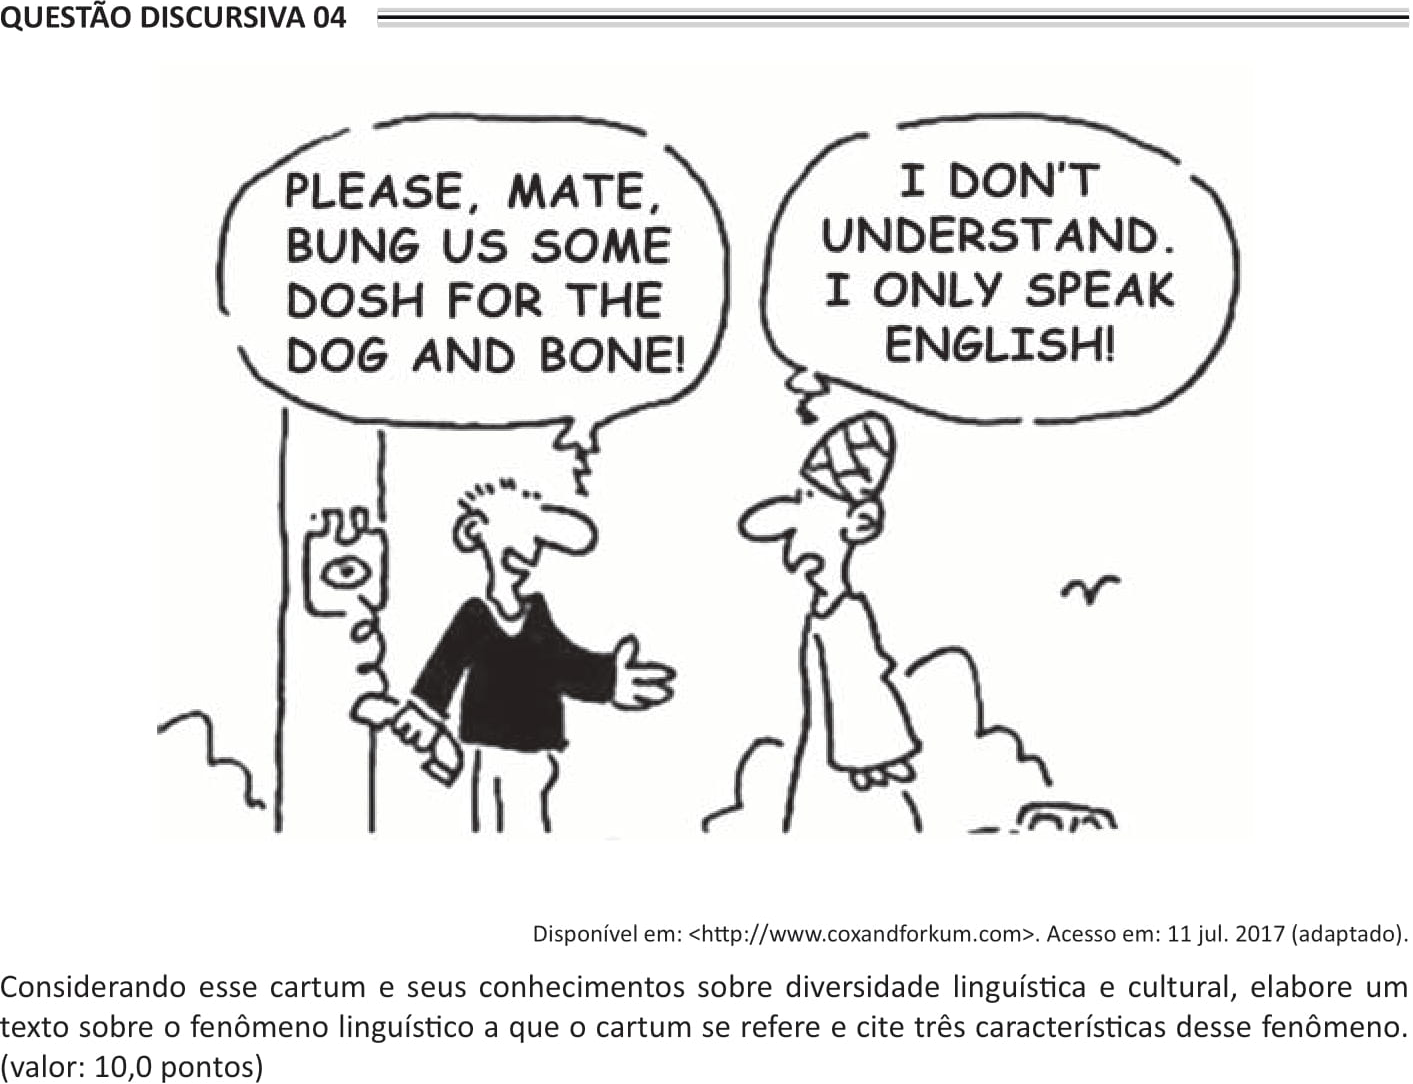 QUESTÃO DISCURSIVA 04
PLEASE, MATE,
BUNG US SOME
DOSH FOR THE
DOG AND BONE!
I DON'T
UNDERSTAND.
I ONLY SPEAK
ENGLISH!
Disponível em: <http://www.coxandforkum.com>. Acesso em: 11 jul. 2017 (adaptado).
Considerando esse cartum e seus conhecimentos sobre diversidade linguística e cultural, elabore um
texto sobre o fenômeno linguístico a que o cartum se refere e cite três características desse fenômeno.
(valor: 10,0 pontos)